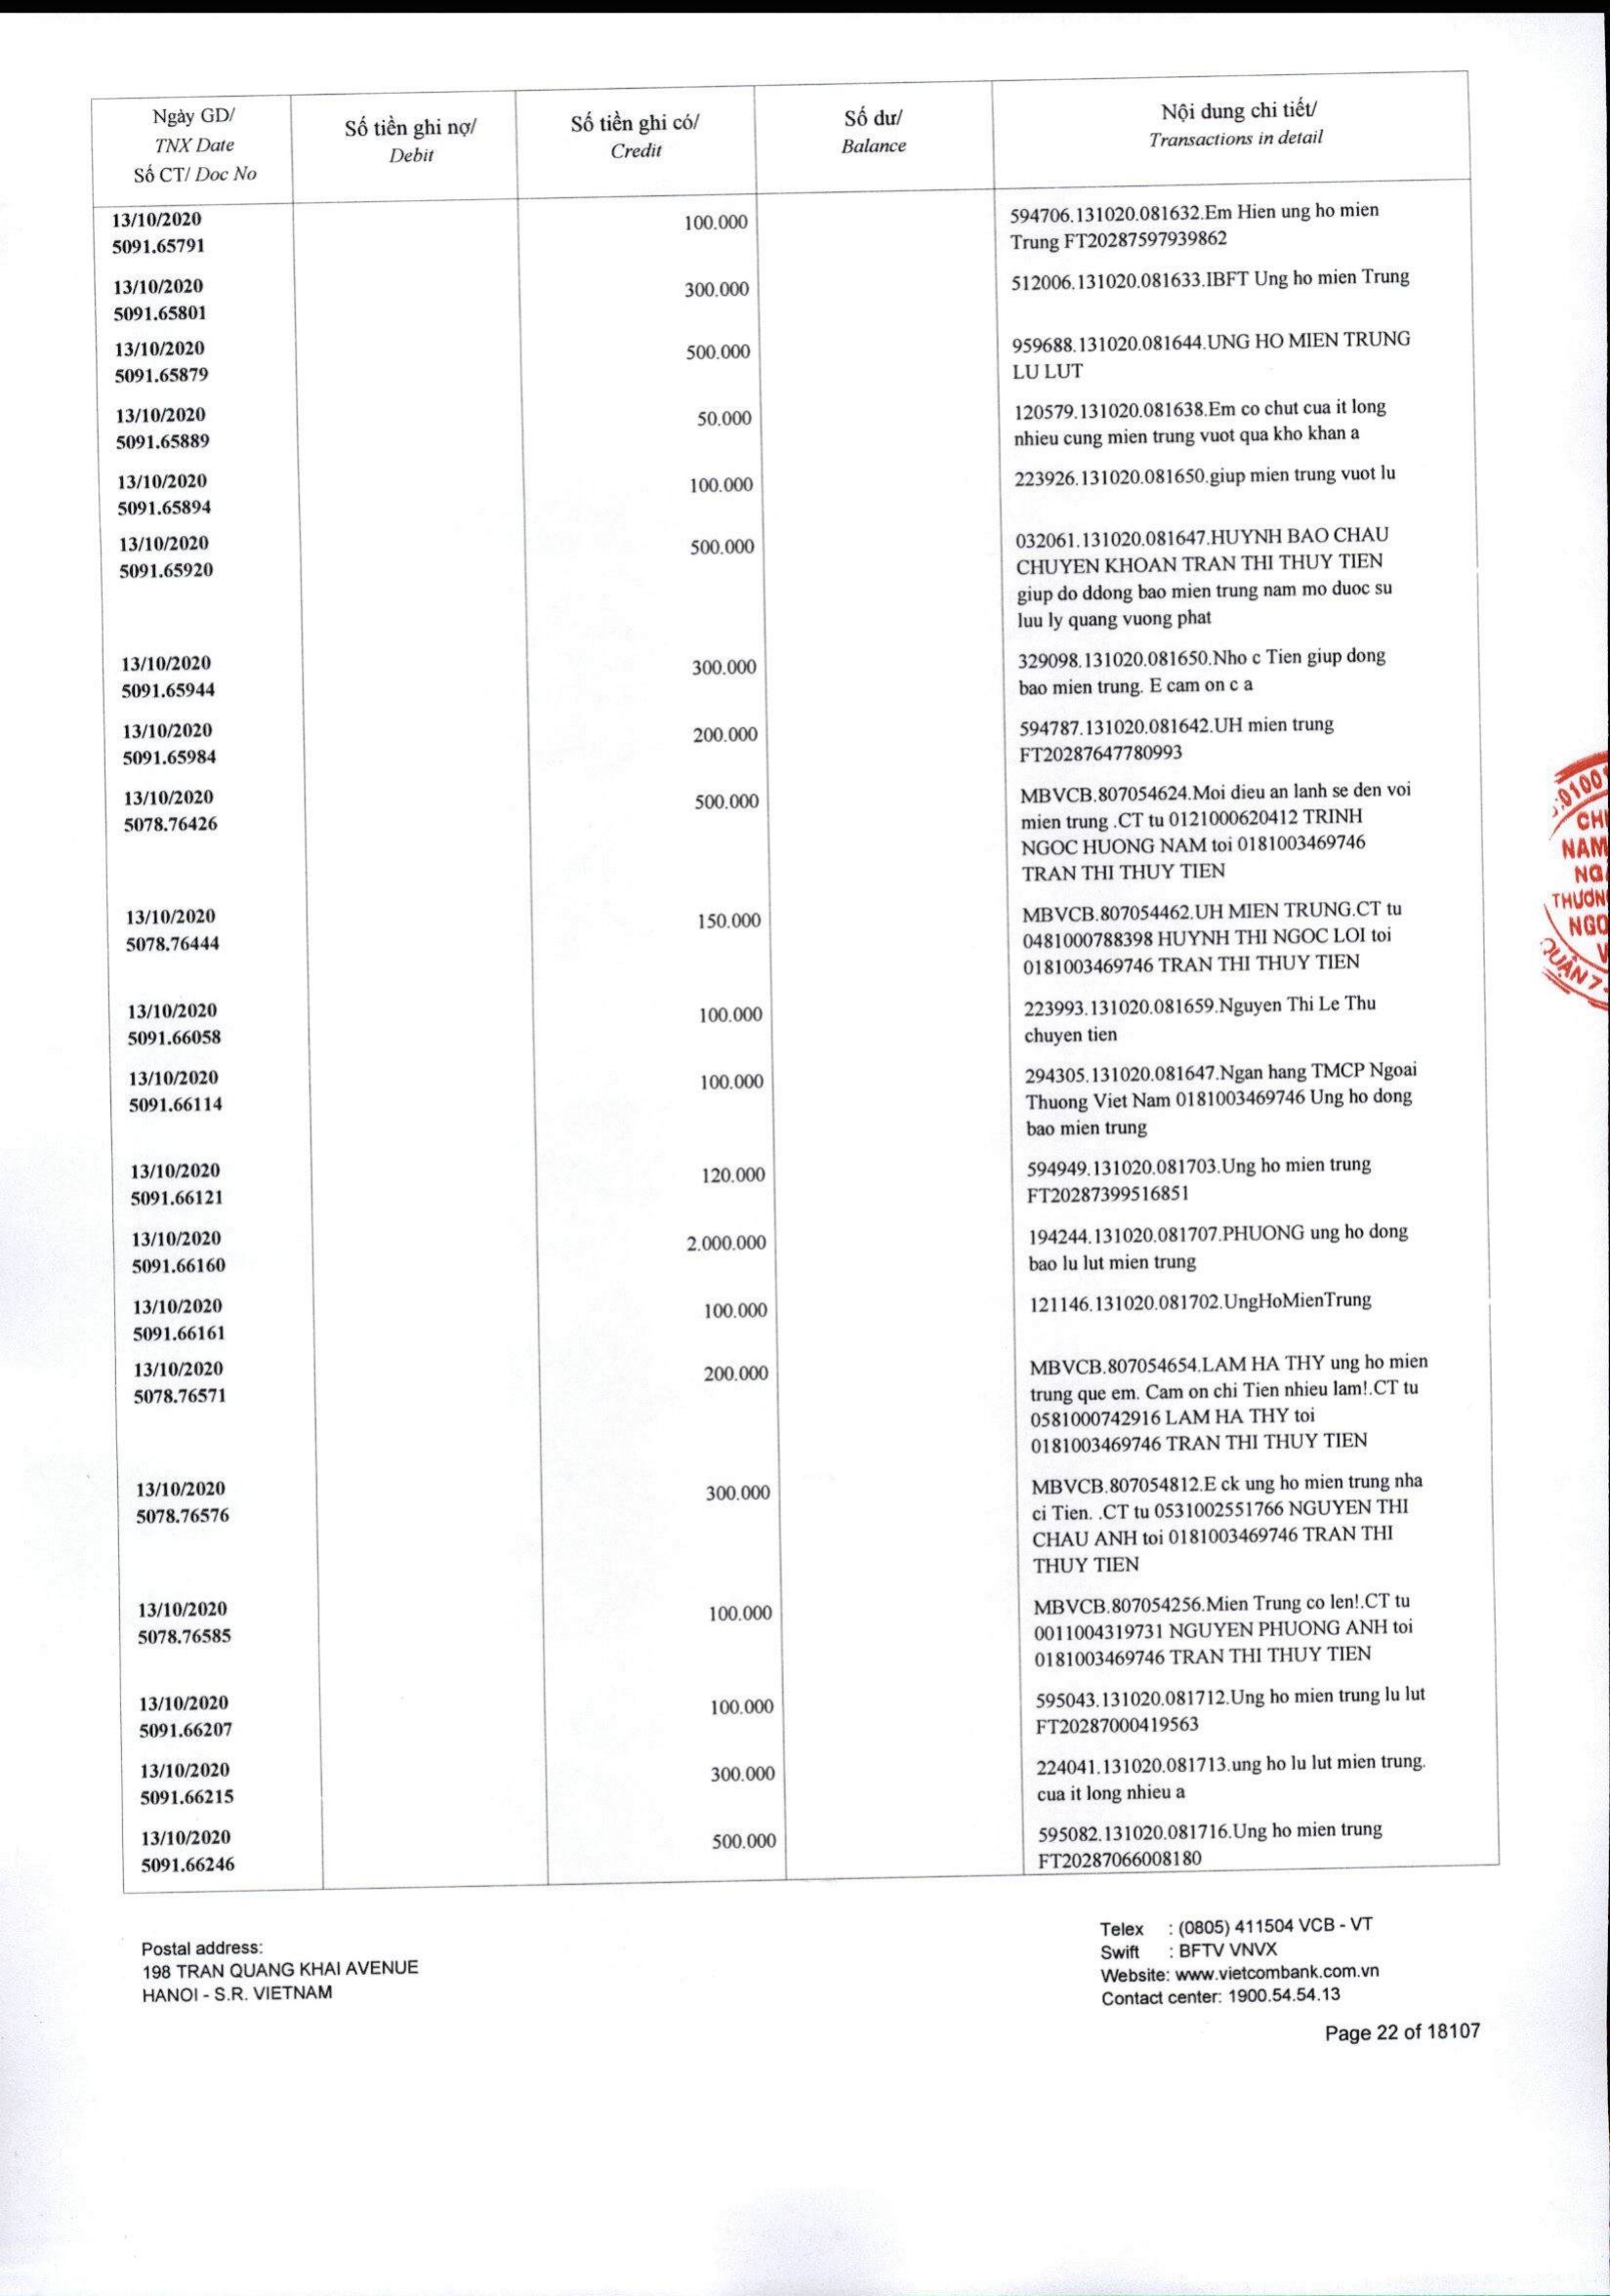 Ngày GD/
TNX Date
Số CT/ Doc No
Số tiền ghi nợ/
Debit
Số tiền ghi có/
Credit
Số dư/
Balance
Nội dung chi tiết/
Transactions in detail
13/10/2020 100.000 594706.131020.081632.Em Hien ung ho mien
5091.65791 Trung FT20287597939862
13/10/2020 300.000 512006.131020.081633.IBFT Ung ho mien Trung
5091.65801
13/10/2020 500.000 959688.131020.081644.UNG HO MIEN TRUNG
5091.65879 LU LUT
13/10/2020 50.000 120579.131020.081638.Em co chut cua it long
5091.65889 nhieu cung mien trung vuot qua kho khan a
13/10/2020 100.000 223926.131020.081650.giup mien trung vuot lu
5091.65894
13/10/2020 500.000 032061.131020.081647.HUYNH BAO CHAU
5091.65920 CHUYEN KHOAN TRAN THI THUY TIEN
giup do ddong bao mien trung nam mo duoc su
luu ly quang vuong phat
13/10/2020 300.000 329098.131020.081650.Nho c Tien giup dong
5091.65944 bao mien trung. E cam on c a
13/10/2020 200.000 594787.131020.081642.UH mien trung
5091.65984 FT20287647780993
13/10/2020 500.000 MBVCB.807054624.Moi dieu an lanh se den voi
5078.76426 mien trung .CT tu 0121000620412 TRINH
NGOC HUONG NAM toi 0181003469746
TRAN THI THUY TIEN
13/10/2020 150.000 MBVCB.807054462.UH MIEN TRUNG.CT tu
5078.76444 0481000788398 HUYNH THI NGOC LOI toi
0181003469746 TRAN THI THUY TIEN
13/10/2020 100.000 223993.131020.081659.Nguyen Thi Le Thu
5091.66058 chuyen tien
13/10/2020 100.000 294305.131020.081647.Ngan hang TMCP Ngoai
5091.66114 Thuong Viet Nam 0181003469746 Ung ho dong
bao mien trung
13/10/2020 120.000 594949.131020.081703.Ung ho mien trung
5091.66121 FT20287399516851
13/10/2020 2.000.000 194244.131020.081707.PHUONG ung ho dong
5091.66160 bao lu lut mien trung
13/10/2020 100.000 121146.131020.081702.UngHoMienTrung
5091.66161
13/10/2020 200.000 MBVCB.807054654.LAM HA THY ung ho mien
5078.76571 trung que em. Cam on chi Tien nhieu lam!.CT tu
0581000742916 LAM HA THY toi
0181003469746 TRAN THI THUY TIEN
13/10/2020 300.000 MBVCB.807054812.E ck ung ho mien trung nha
5078.76576 ci Tien. .CT tu 0531002551766 NGUYEN THI
CHAU ANH toi 0181003469746 TRAN THI
THUY TIEN
13/10/2020 100.000 MBVCB.807054256.Mien Trung co len!.CT tu
5078.76585 0011004319731 NGUYEN PHUONG ANH toi
0181003469746 TRAN THI THUY TIEN
13/10/2020 100.000 595043.131020.081712.Ung ho mien trung lu lut
5091.66207 FT20287000419563
13/10/2020 300.000 224041.131020.081713.ung ho lu lut mien trung.
5091.66215 cua it long nhieu a
13/10/2020 500.000 595082.131020.081716.Ung ho mien trung
5091.66246 FT20287066008180
:0100
CH
NAM
NG
THƯƠN
NGO
QUẬN 7
Postal address:
198 TRAN QUANG KHAI AVENUE
HANOI - S.R. VIETNAM
Telex : (0805) 411504 VCB - VT
Swift : BFTV VNVX
Website: www.vietcombank.com.vn
Contact center: 1900.54.54.13
Page 22 of 18107